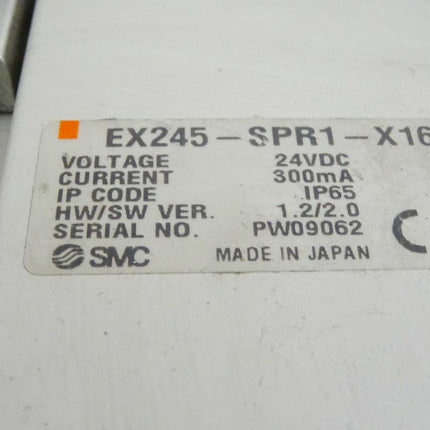 EX245-SPR1-X16
VOLTAGE 24VDC
CURRENT 300mA
IP CODE IP65
HW/SW VER. 1.2/2.0
SERIAL NO. PW09062
SMC MADE IN JAPAN